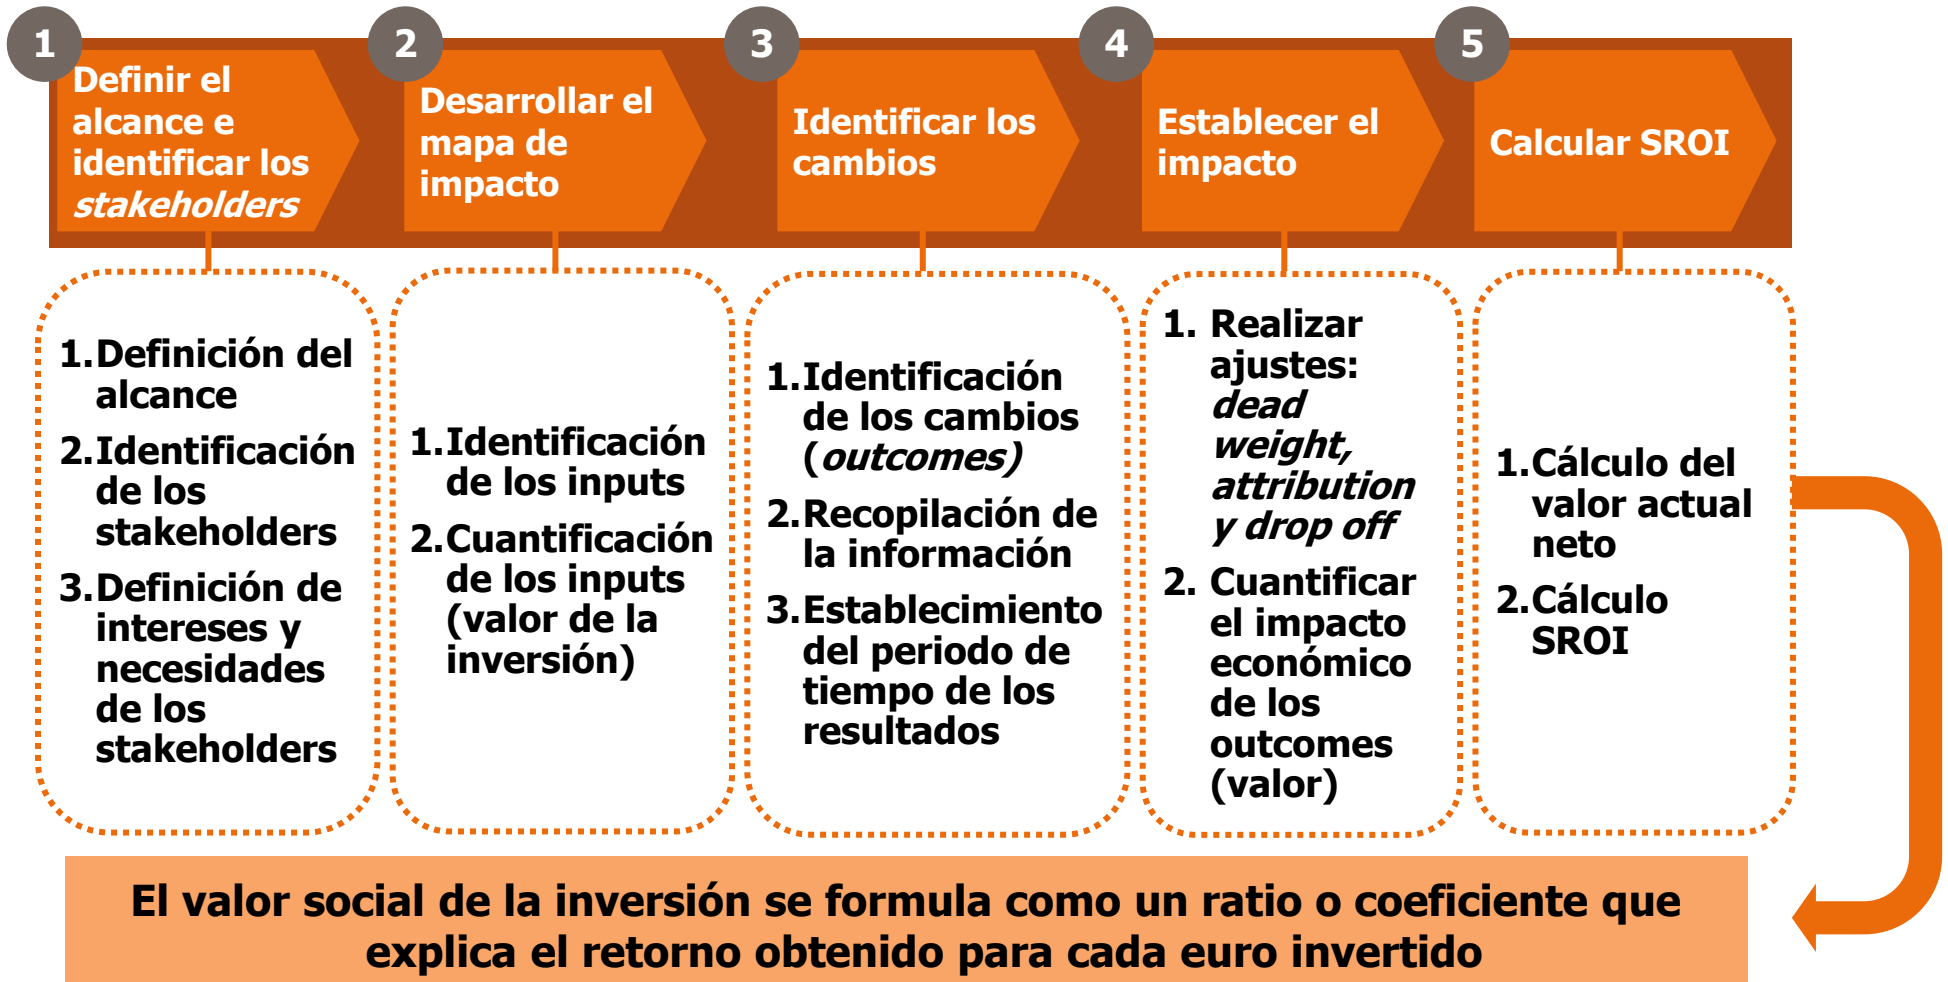 1
Definir el
alcance e
identificar los
stakeholders
2
Desarrollar el
mapa de
impacto
3
Identificar los
cambios
4
Establecer el
impacto
5
Calcular SROI
1.Definición del
alcance
2.Identificación
de los
stakeholders
3.Definición de
intereses y
necesidades
de los
stakeholders
1.Identificación
de los inputs
2.Cuantificación
de los inputs
(valor de la
inversión)
1.Identificación
de los cambios
(outcomes)
2.Recopilación de
la información
3.Establecimiento
del periodo de
tiempo de los
resultados
1. Realizar
ajustes:
dead
weight,
attribution
y drop off
2. Cuantificar
el impacto
económico
de los
outcomes
(valor)
1.Cálculo del
valor actual
neto
2.Cálculo
SROI
El valor social de la inversión se formula como un ratio o coeficiente que
explica el retorno obtenido para cada euro invertido